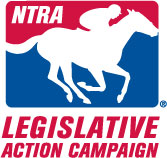 NTRA
®
LEGISLATIVE
ACTION CAMPAIGN